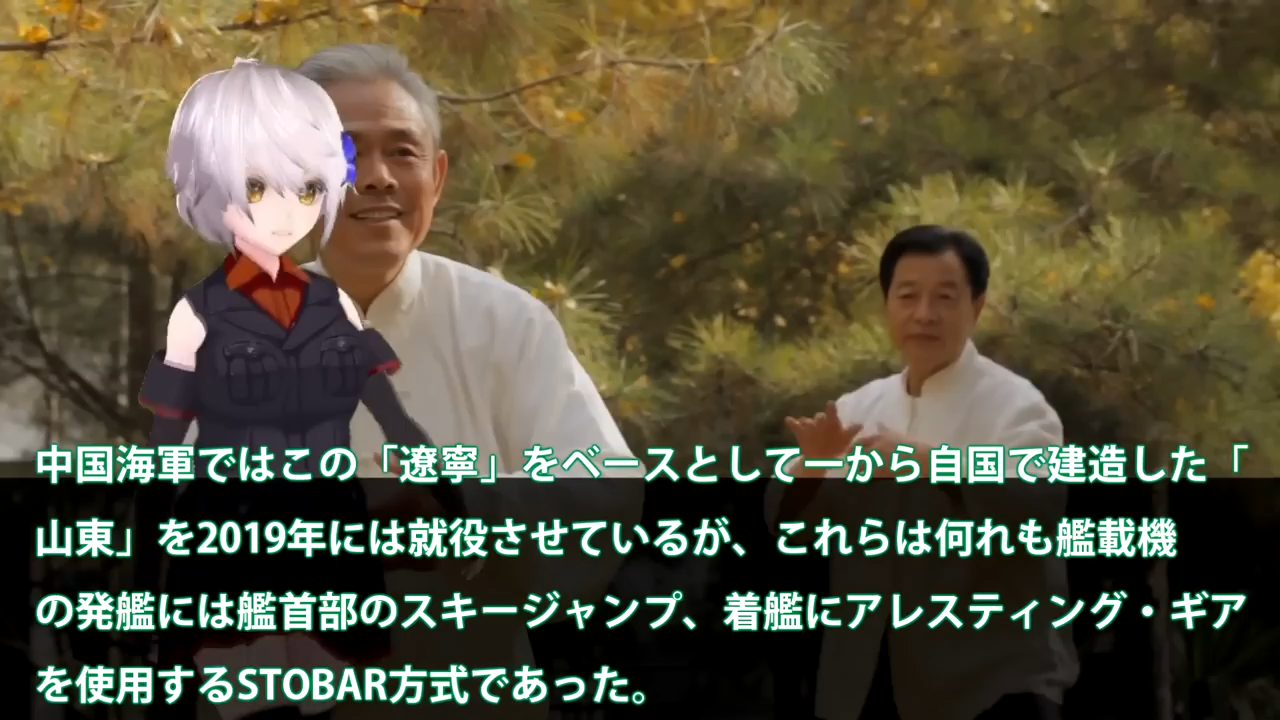 中国海軍ではこの「遼寧」をベースとして一から自国で建造した「
山東」を2019年には就役させているが、これらは何れも艦載機
の発艦には艦首部のスキージャンプ、着艦にアレスティング・ギア
を使用するSTOBAR方式であった。